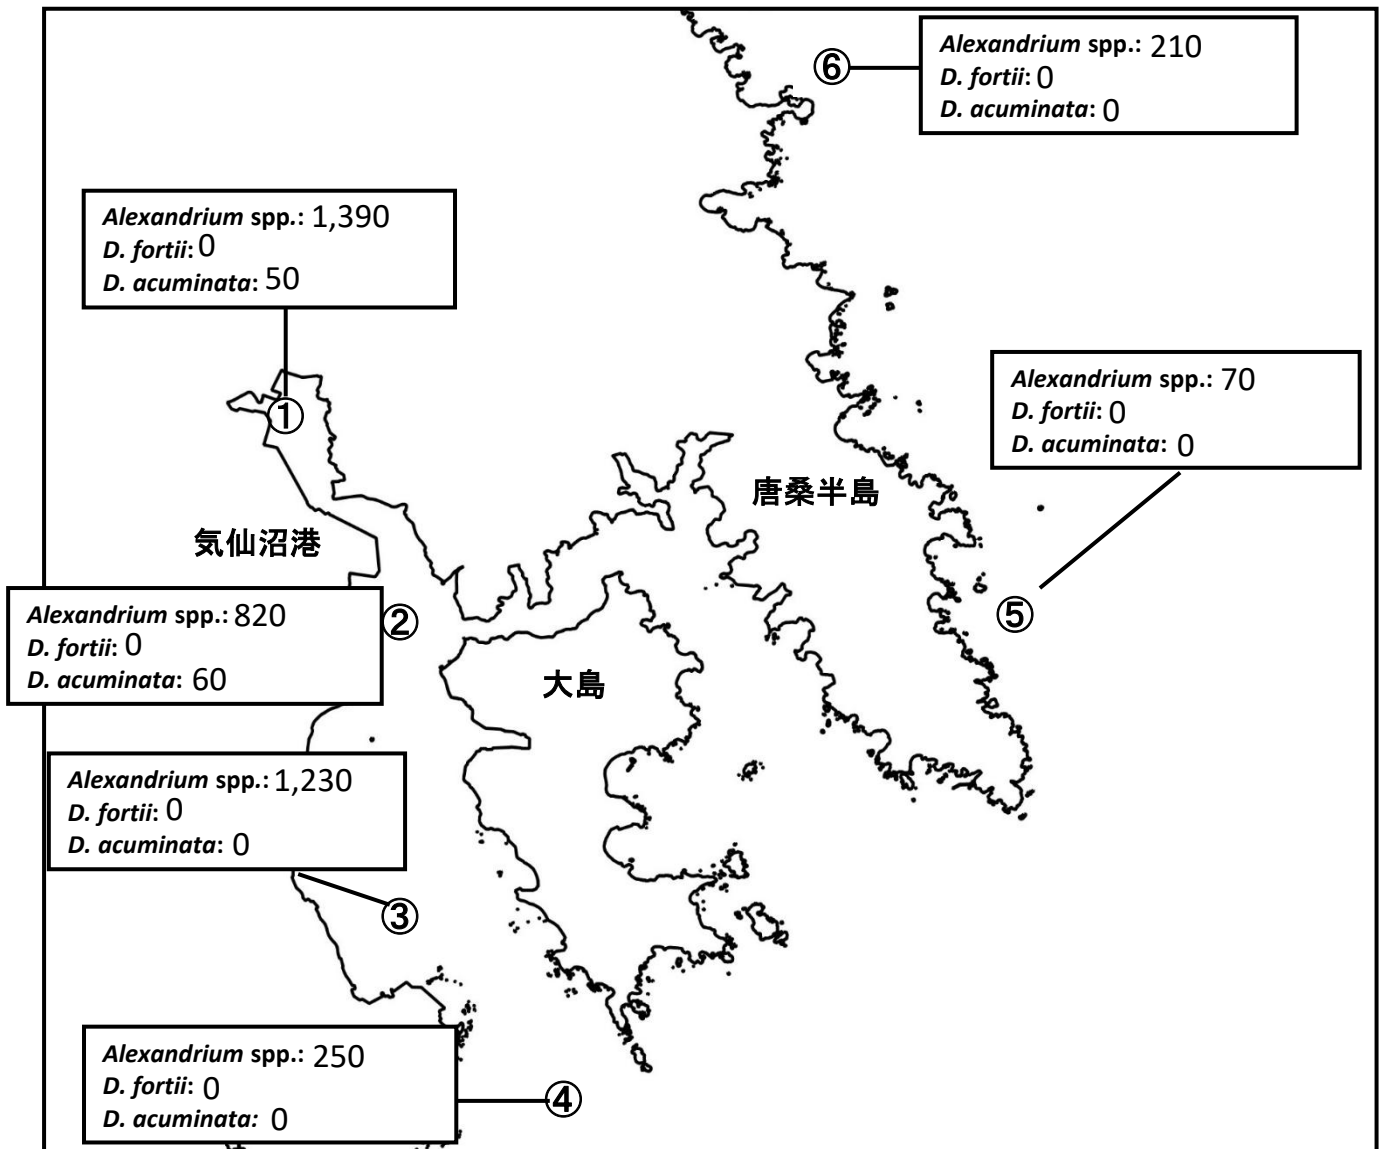 Alexandrium spp.: 210
D. fortii: 0
D. acuminata: 0
⑥
Alexandrium spp.: 1,390
D. fortii: 0
D. acuminata: 50
①
Alexandrium spp.: 70
D. fortii: 0
D. acuminata: 0
唐桑半島
気仙沼港
Alexandrium spp.: 820
D. fortii: 0
D. acuminata: 60
②
⑤
大島
Alexandrium spp.: 1,230
D. fortii: 0
D. acuminata: 0
③
Alexandrium spp.: 250
D. fortii: 0
D. acuminata: 0
④